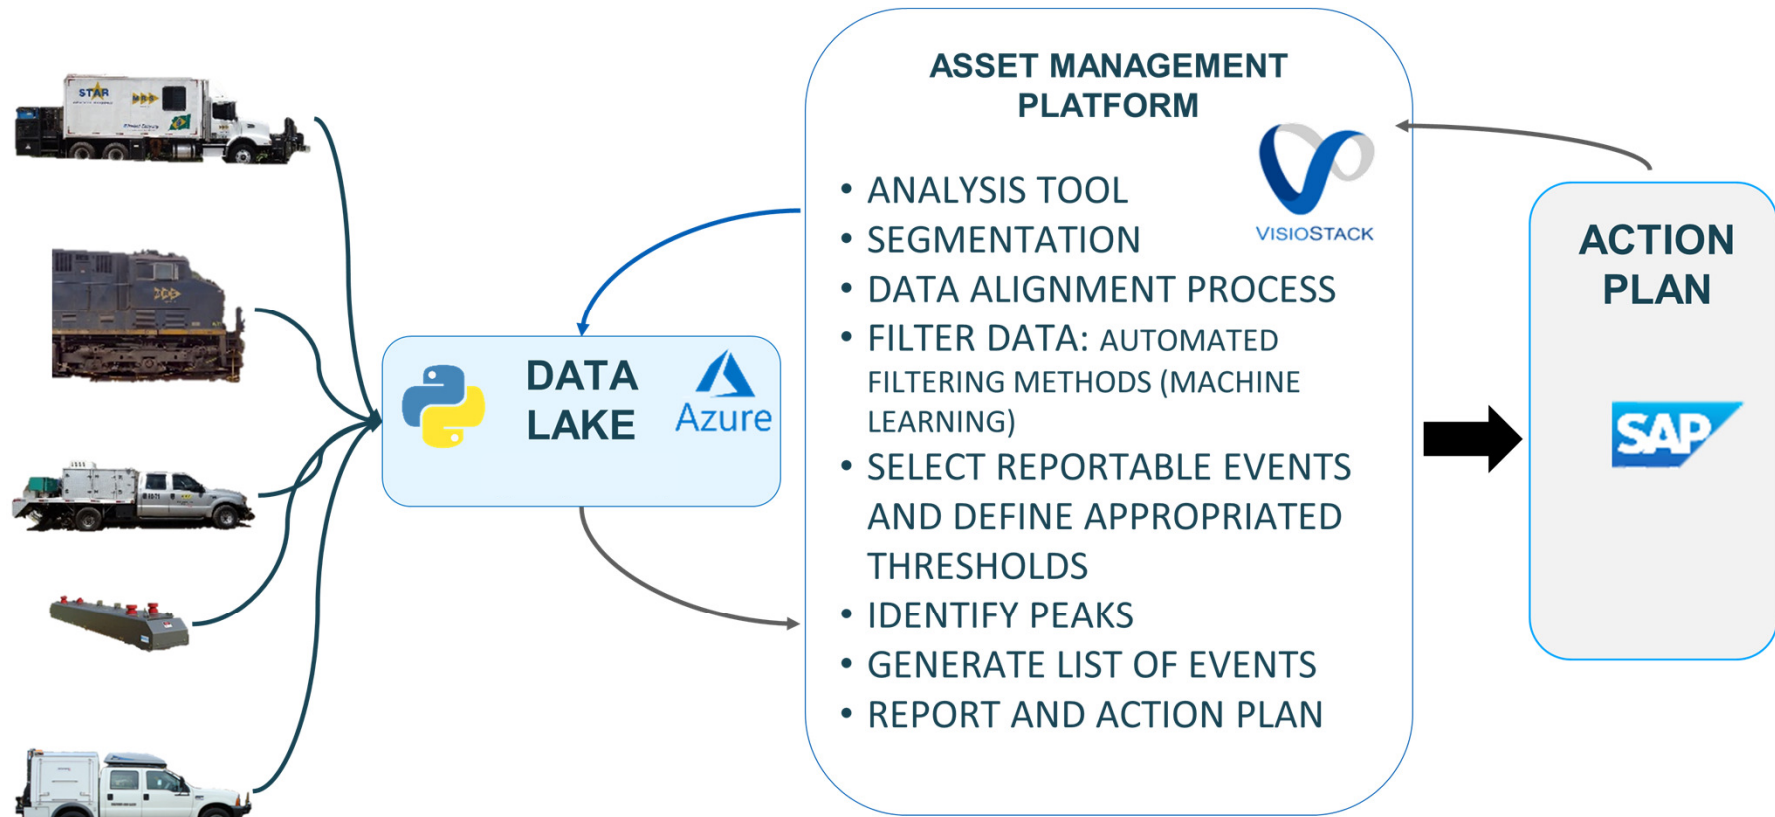 STAR
MRS
DATA
LAKE
Azure
ASSET MANAGEMENT
PLATFORM
VISIOSTACK
• ANALYSIS TOOL
• SEGMENTATION
• DATA ALIGNMENT PROCESS
• FILTER DATA: AUTOMATED
FILTERING METHODS (MACHINE
LEARNING)
• SELECT REPORTABLE EVENTS
AND DEFINE APPROPRIATED
THRESHOLDS
• IDENTIFY PEAKS
• GENERATE LIST OF EVENTS
• REPORT AND ACTION PLAN
ACTION
PLAN
SAP